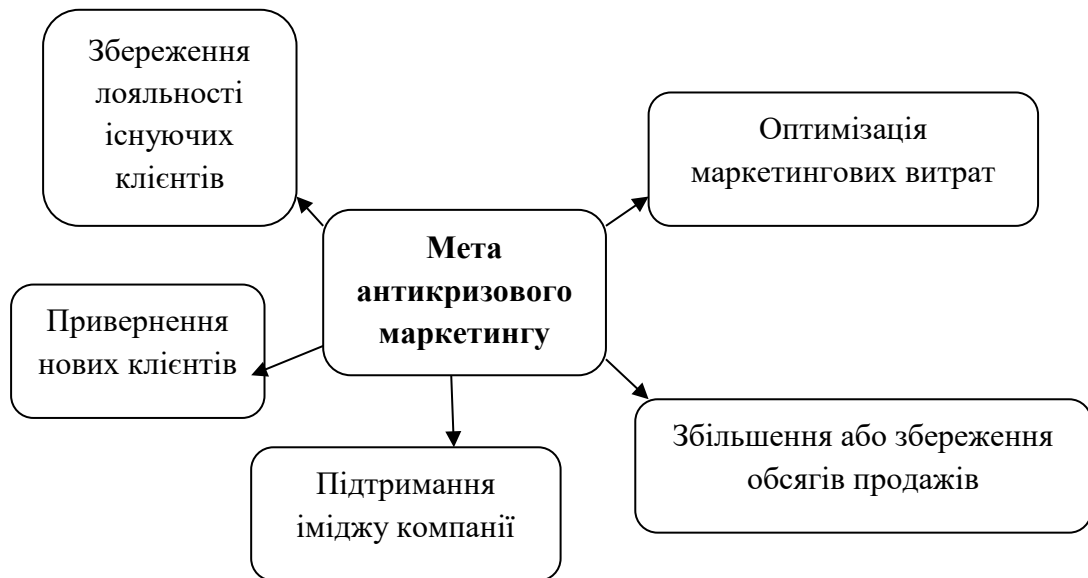 Збереження
лояльності
існуючих
клієнтів
Оптимізація
маркетингових витрат
Мета
антикризового
маркетингу
Привернення
нових клієнтів
Збільшення або збереження
обсягів продажів
Підтримання
іміджу компанії